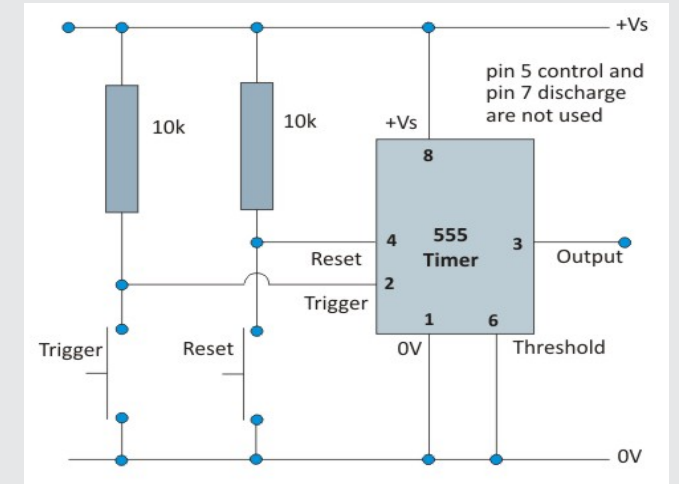 +Vs
pin 5 control and
pin 7 discharge
are not used
10k
10k
+Vs
8
4
555
3
Reset
Timer
Output
2
Trigger
1
6
Trigger
Reset
0V
Threshold
0V